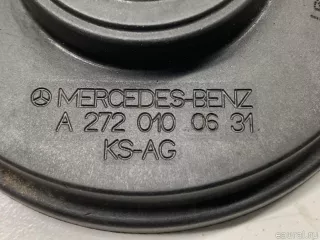 MERCEDES-BENZ
A 272 010 06 31
KS-AG